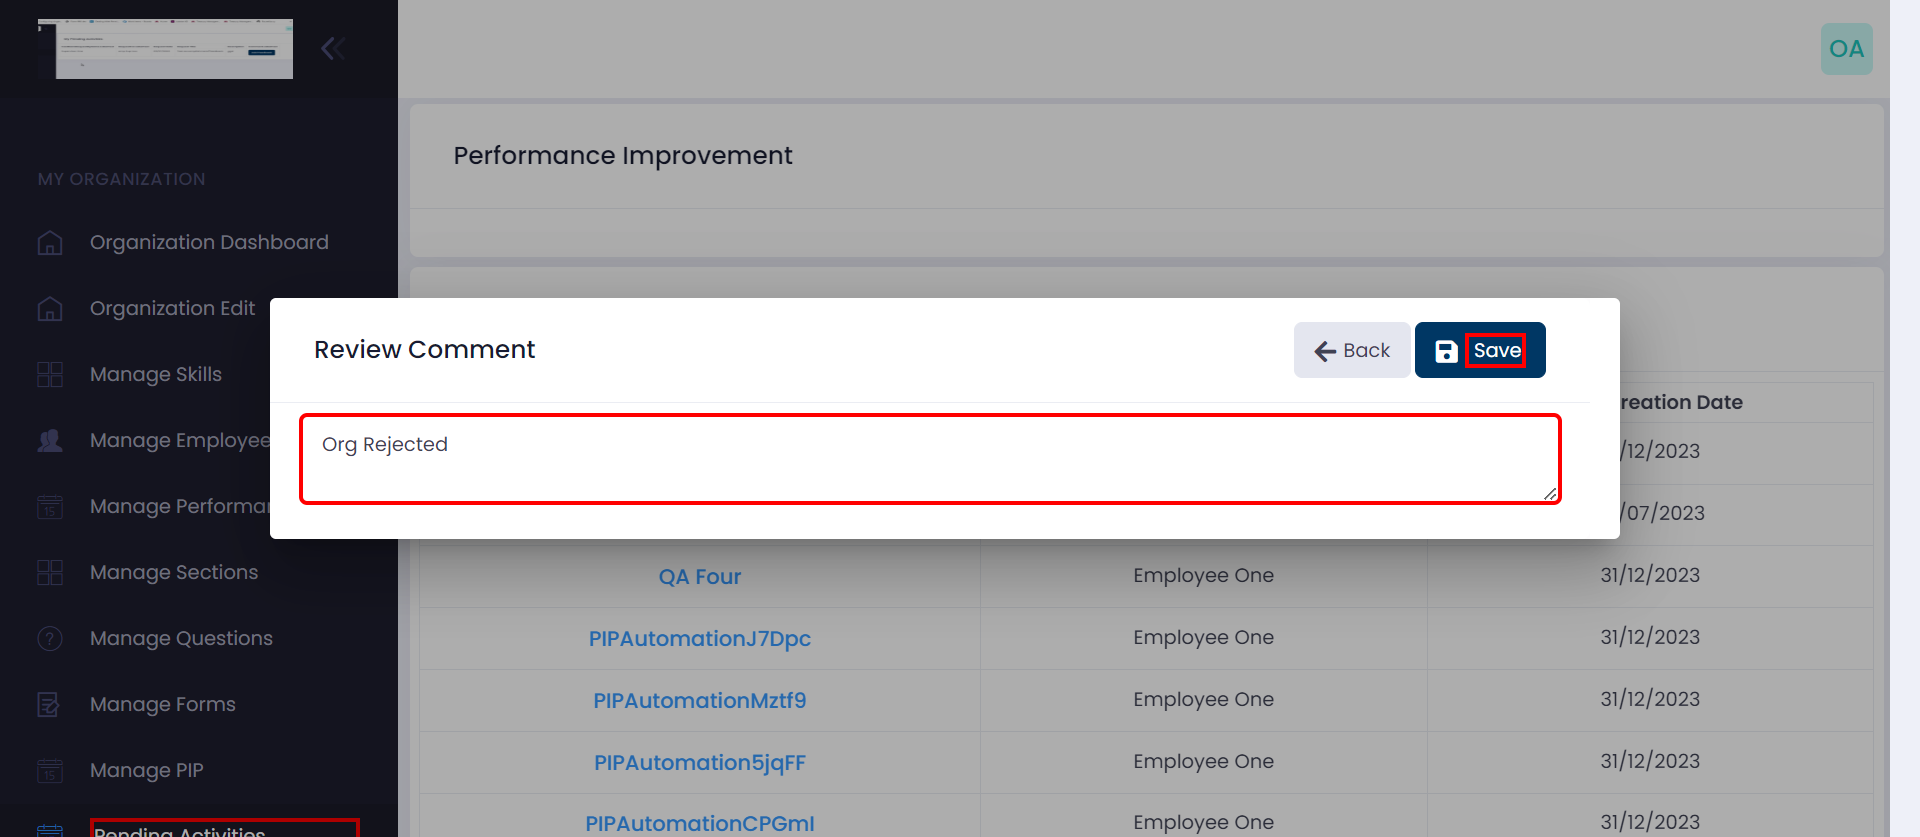 OA
Performance Improvement
MY ORGANIZATION
Organization Dashboard
Organization Edit
Manage Skills
Manage Employee
Manage Performan
Manage Sections
Manage Questions
Manage Forms
Manage PIP
Pending Activities
Review Comment
Back
Save
Org Rejected
reation Date
/12/2023
/07/2023
QA Four Employee One 31/12/2023
PIPAutomationJ7Dpc Employee One 31/12/2023
PIPAutomationMztf9 Employee One 31/12/2023
PIPAutomation5jqFF Employee One 31/12/2023
PIPAutomationCPGmI Employee One 31/12/2023